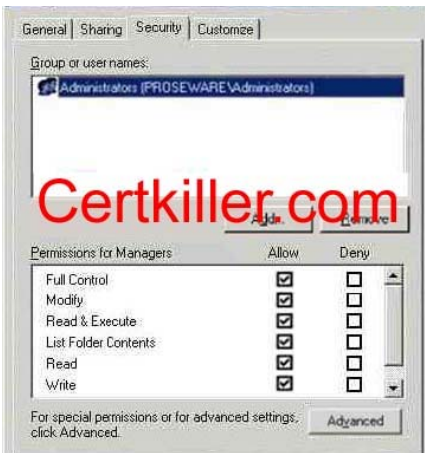 General Sharing Security Customize
Group or user names:
Administrators (PROSEWARE\Administrators)
Certkiller.com
Add... Remove
Permissions for Managers Allow Deny
Full Control
Modify
Read & Execute
List Folder Contents
Read
Write
For special permissions or for advanced settings,
click Advanced.
Advanced